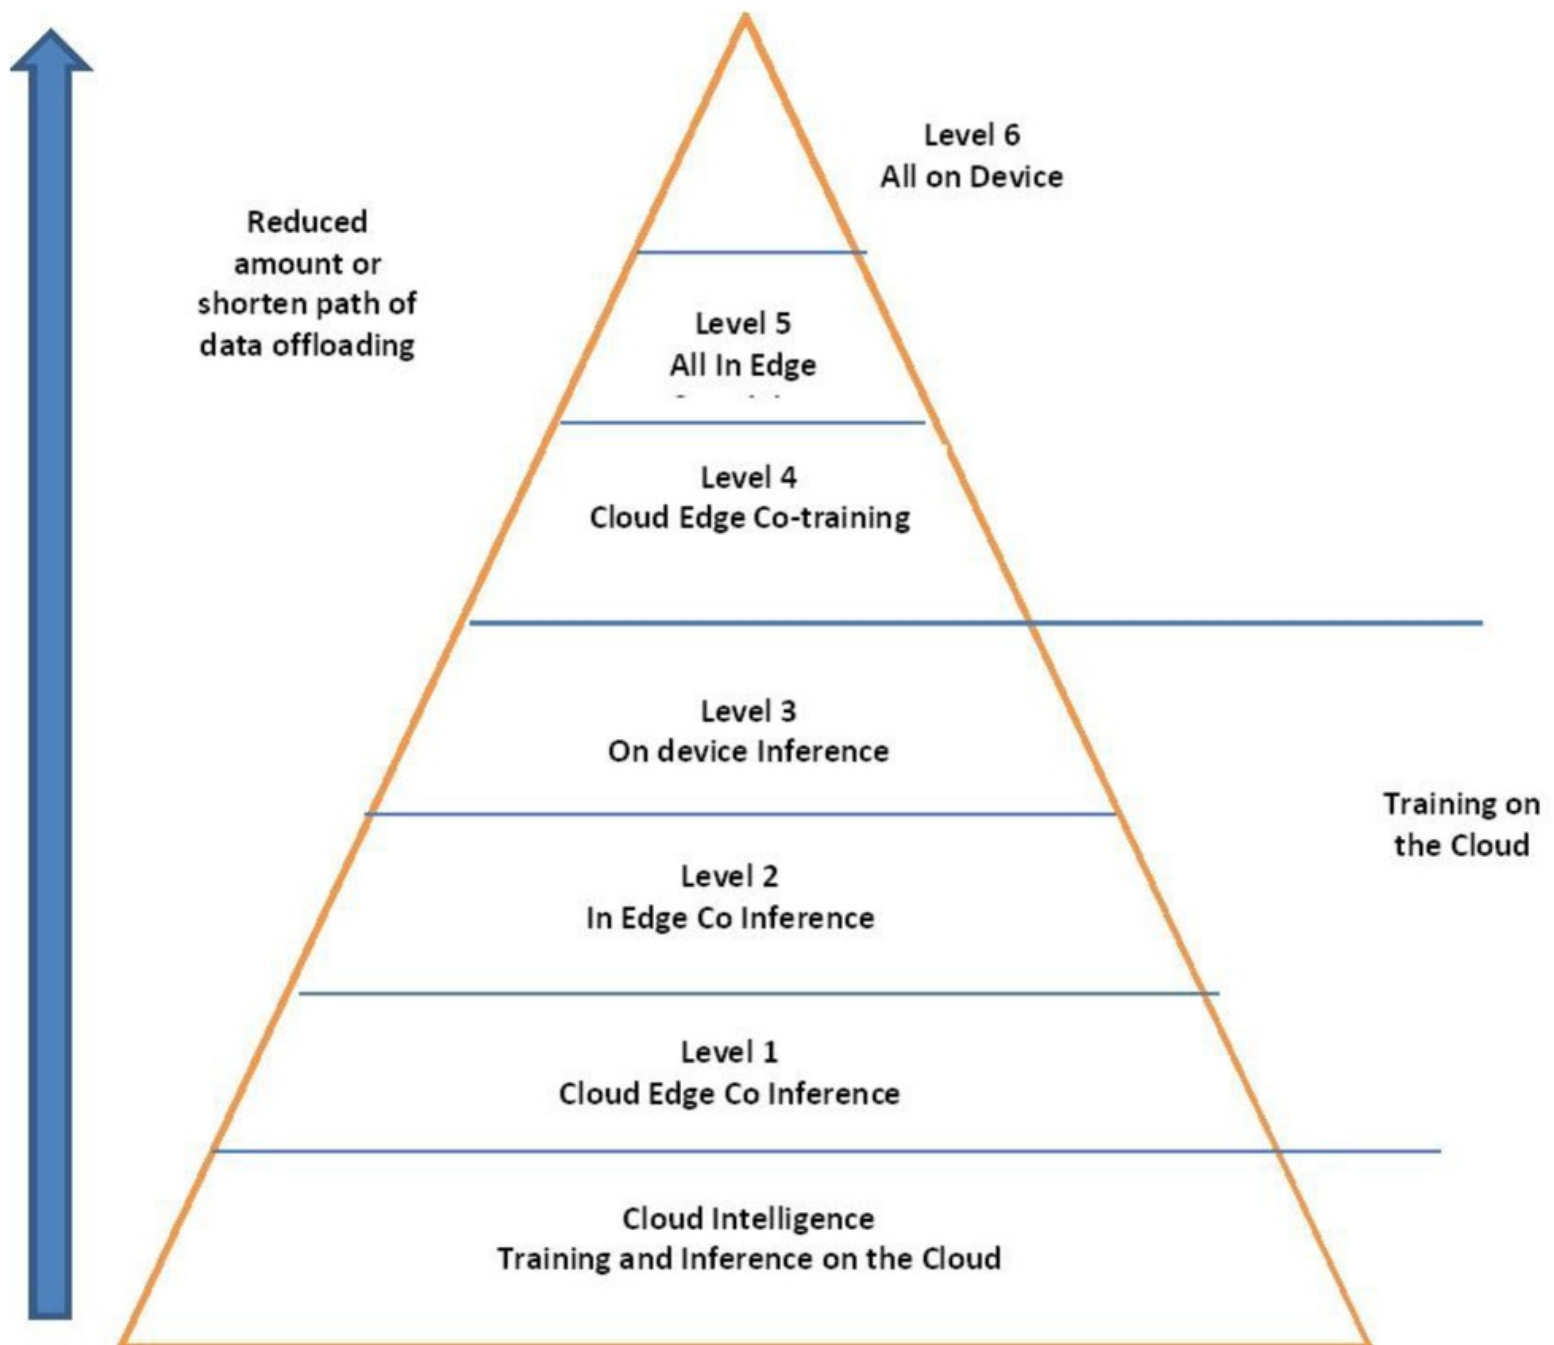 Level 6
All on Device
Reduced
amount or
shorten path of
data offloading
Level 5
All In Edge
Level 4
Cloud Edge Co-training
Level 3
On device Inference
Training on
the Cloud
Level 2
In Edge Co Inference
Level 1
Cloud Edge Co Inference
Cloud Intelligence
Training and Inference on the Cloud